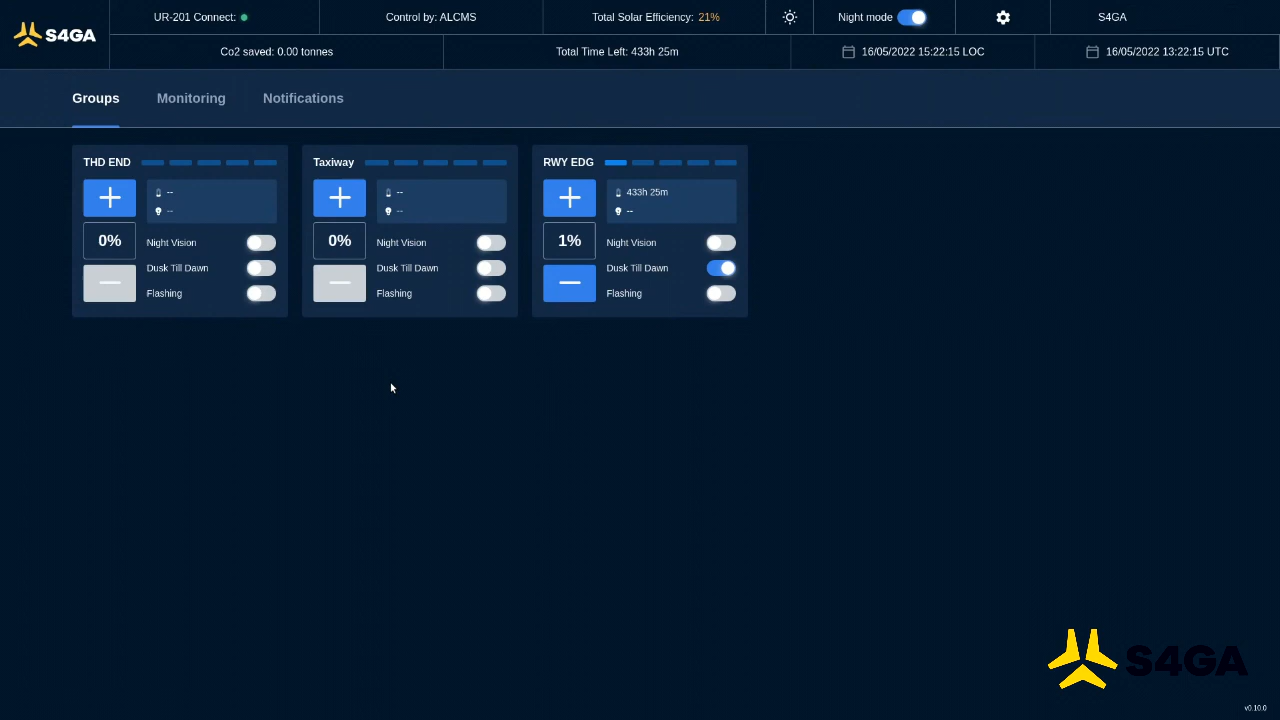 S4GA
UR-201 Connect:
Control by: ALCMS
Total Solar Efficiency: 21%
Night mode
S4GA
Co2 saved: 0.00 tonnes
Total Time Left: 433h 25m
16/05/2022 15:22:15 LOC
16/05/2022 13:22:15 UTC
Groups
Monitoring
Notifications
THD END
--
--
0%
Night Vision
Dusk Till Dawn
Flashing
Taxiway
--
--
0%
Night Vision
Dusk Till Dawn
Flashing
RWY EDG
433h 25m
--
1%
Night Vision
Dusk Till Dawn
Flashing
S4GA
v0.10.0